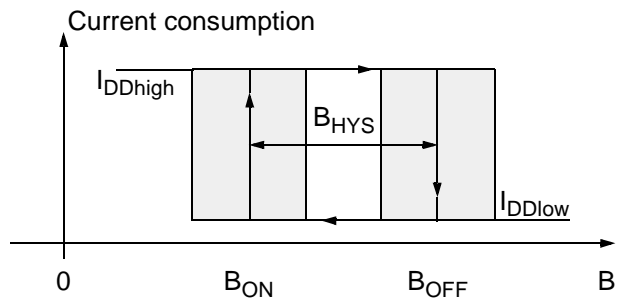 Current consumption
I_DDhigh
B_HYS
I_DDlow
0 B_ON B_OFF B